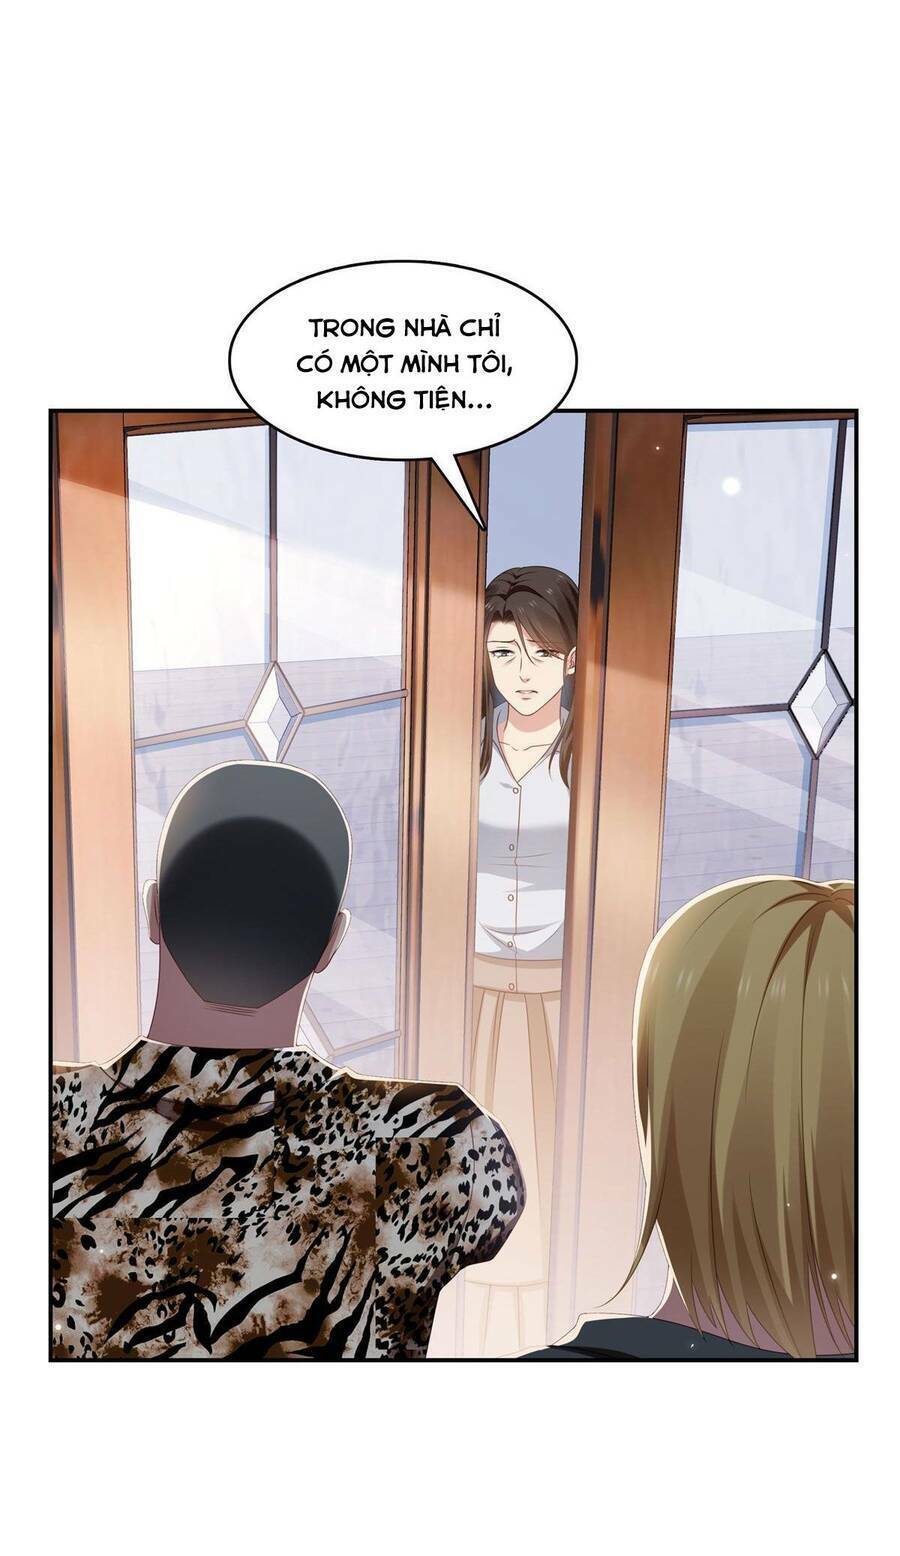 TRONG NHÀ CHỈ
CÓ MỘT MÌNH TÔI,
KHÔNG TIỆN...